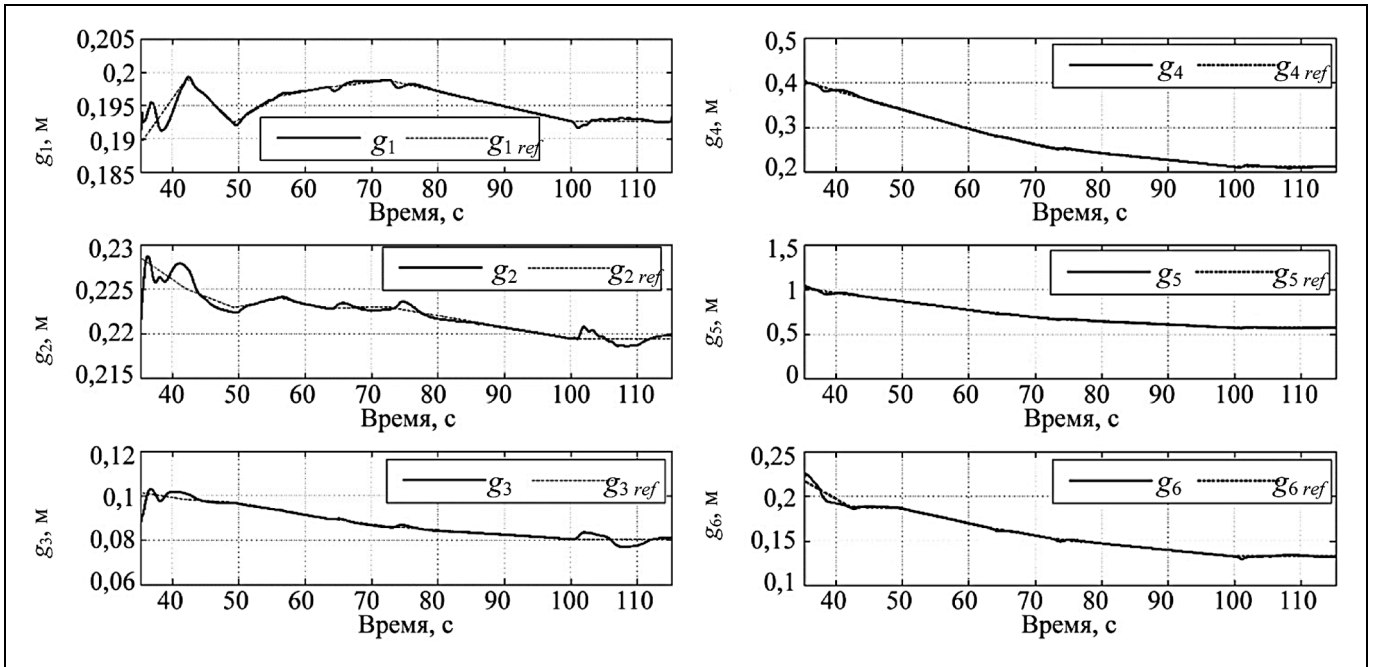 0,205
0,2
0,195
0,19
0,185
g1, м
g1 g1 ref
40 50 60 70 80 90 100 110
Время, с
0,5
0,4
0,3
0,2
g4, м
g4 g4 ref
40 50 60 70 80 90 100 110
Время, с
0,23
0,225
0,22
0,215
g2, м
g2 g2 ref
40 50 60 70 80 90 100 110
Время, с
1,5
1
0,5
0
g5, м
g5 g5 ref
40 50 60 70 80 90 100 110
Время, с
0,12
0,1
0,08
0,06
g3, м
g3 g3 ref
40 50 60 70 80 90 100 110
Время, с
0,25
0,2
0,15
0,1
g6, м
g6 g6 ref
40 50 60 70 80 90 100 110
Время, с